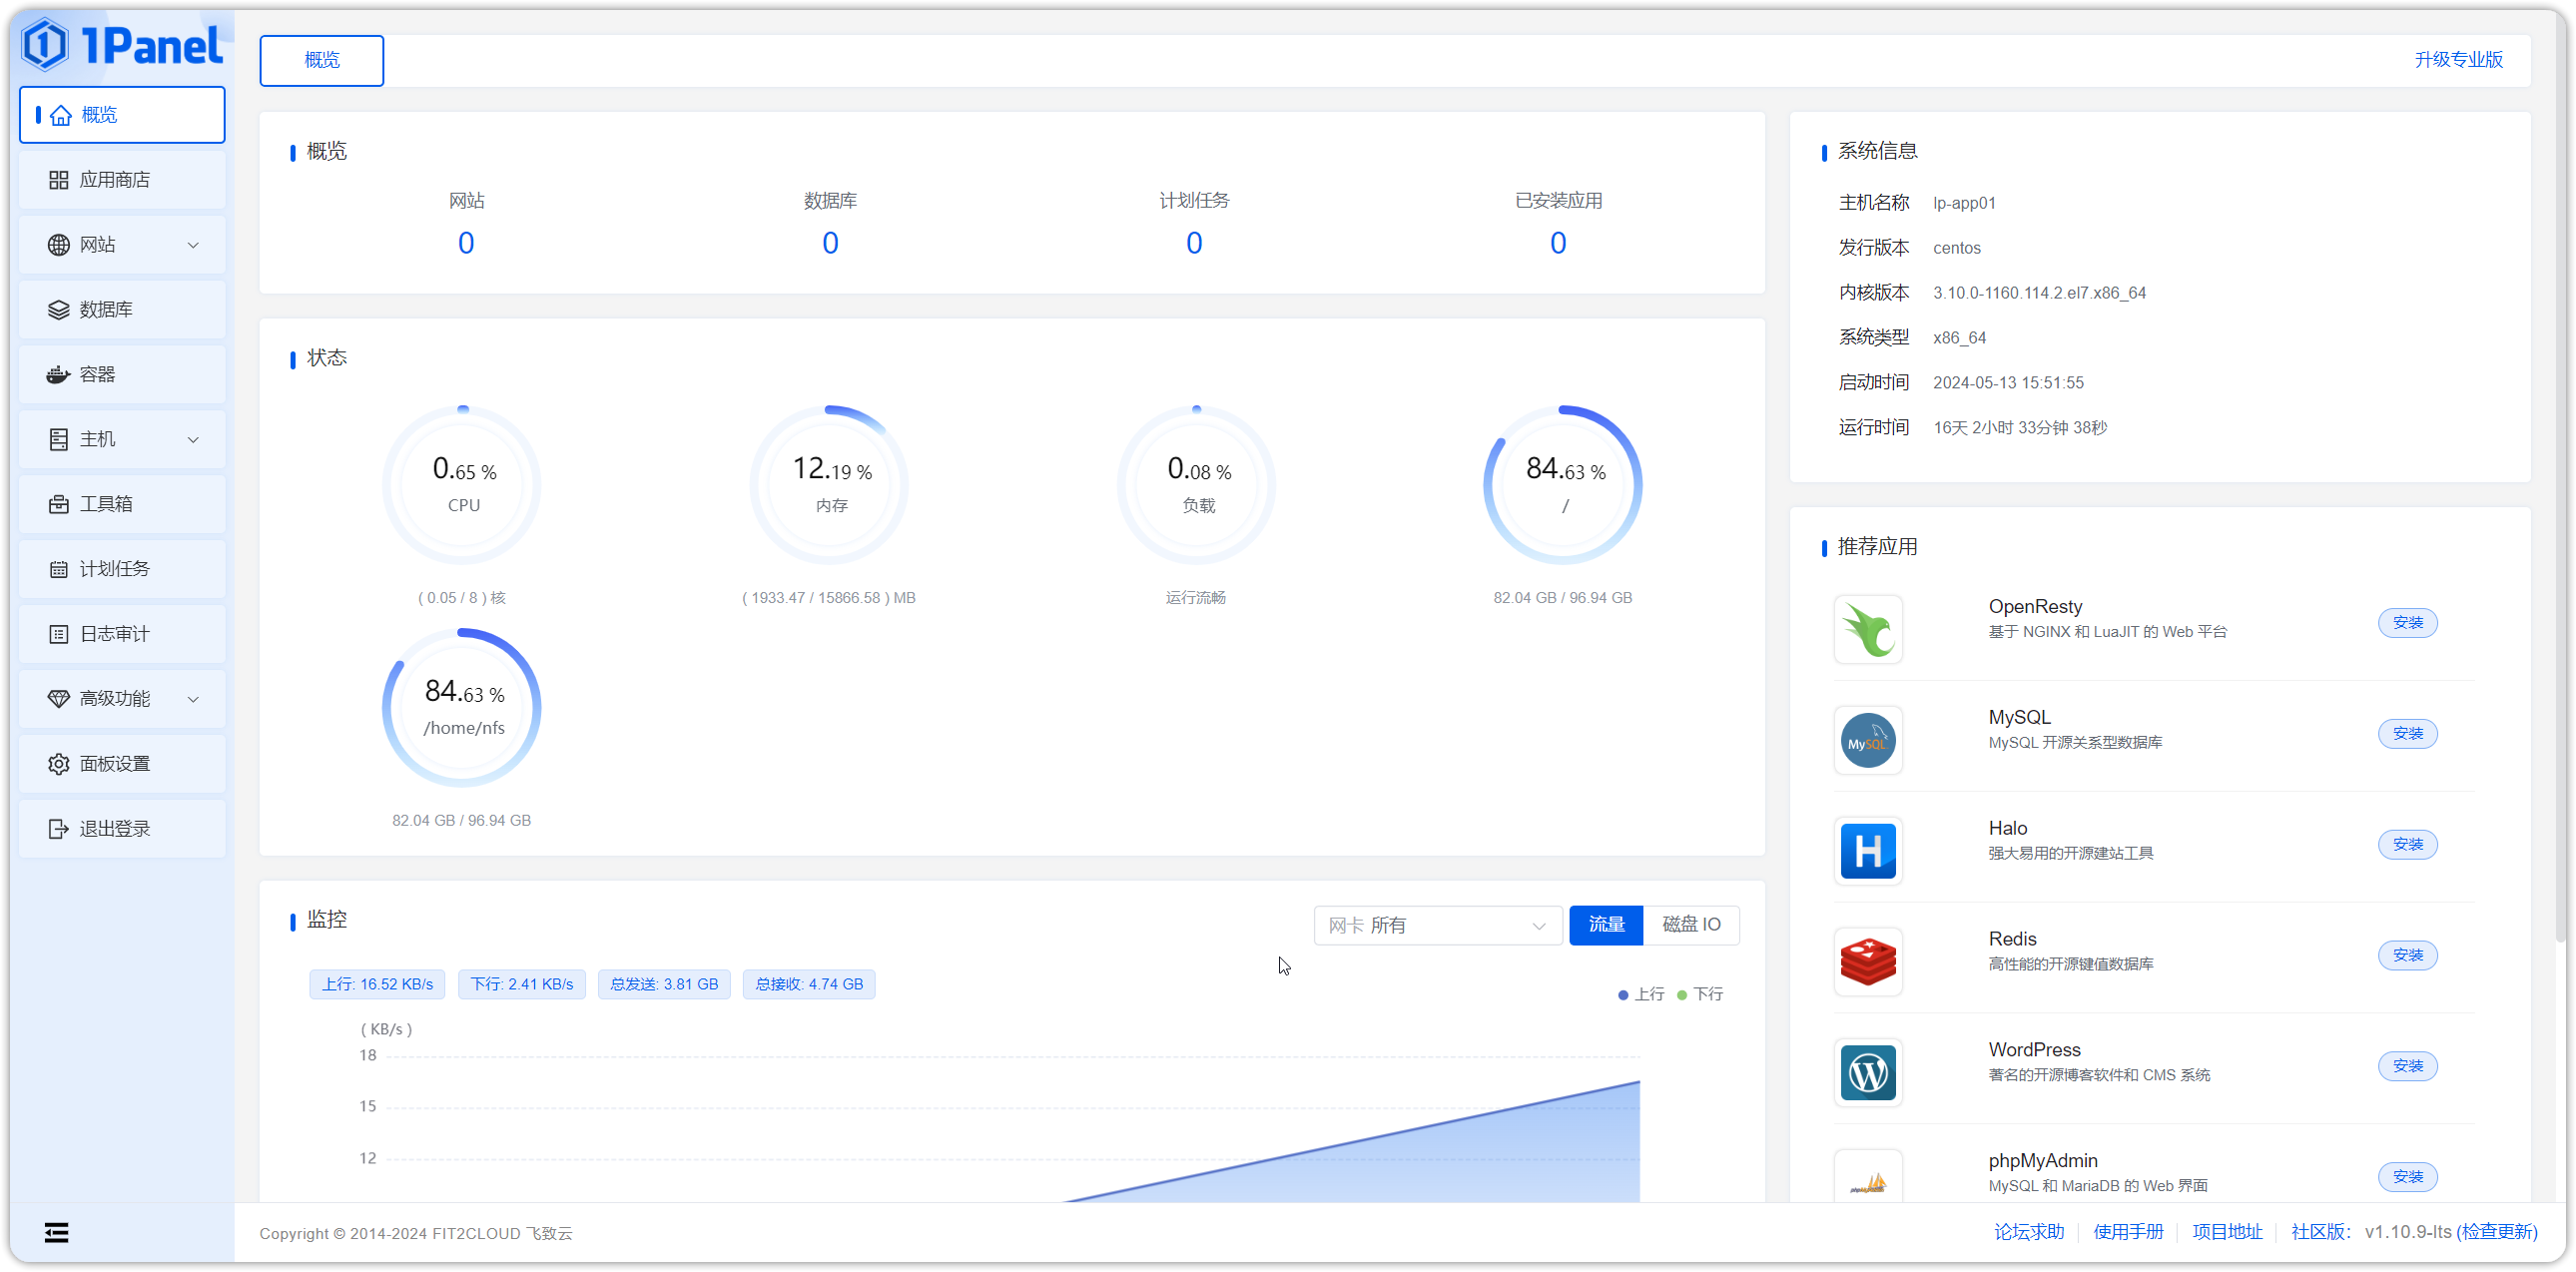 1Panel
概览
应用商店
网站
数据库
容器
主机
工具箱
计划任务
日志审计
高级功能
面板设置
退出登录
概览
升级专业版
概览
网站
数据库
计划任务
已安装应用
0
0
0
0
状态
0.65 %
CPU
( 0.05 / 8 ) 核
12.19 %
内存
( 1933.47 / 15866.58 ) MB
0.08 %
负载
运行流畅
84.63 %
/
82.04 GB / 96.94 GB
84.63 %
/home/nfs
82.04 GB / 96.94 GB
监控
网卡 所有
流量
磁盘 IO
上行: 16.52 KB/s
下行: 2.41 KB/s
总发送: 3.81 GB
总接收: 4.74 GB
上行
下行
( KB/s )
18
15
12
系统信息
主机名称 lp-app01
发行版本 centos
内核版本 3.10.0-1160.114.2.el7.x86_64
系统类型 x86_64
启动时间 2024-05-13 15:51:55
运行时间 16天 2小时 33分钟 38秒
推荐应用
OpenResty
基于 NGINX 和 LuaJIT 的 Web 平台
安装
MySQL
MySQL
MySQL 开源关系型数据库
安装
H
Halo
强大易用的开源建站工具
安装
Redis
高性能的开源键值数据库
安装
WordPress
著名的开源博客软件和 CMS 系统
安装
phpMyAdmin
MySQL 和 MariaDB 的 Web 界面
安装
Copyright © 2014-2024 FIT2CLOUD 飞致云
论坛求助
使用手册
项目地址
社区版: v1.10.9-lts (检查更新)